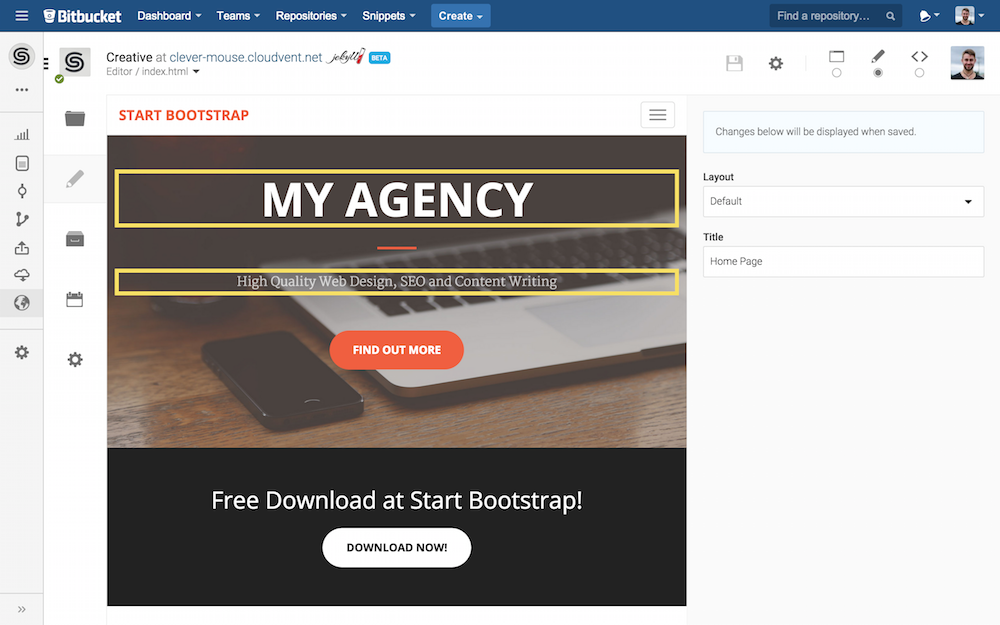 Bitbucket Dashboard Teams Repositories Snippets Create Find a repository...
Creative at clever-mouse.cloudvent.net jekyll BETA
Editor / index.html
START BOOTSTRAP
MY AGENCY
High Quality Web Design, SEO and Content Writing
FIND OUT MORE
Free Download at Start Bootstrap!
DOWNLOAD NOW!
Changes below will be displayed when saved.
Layout
Default
Title
Home Page